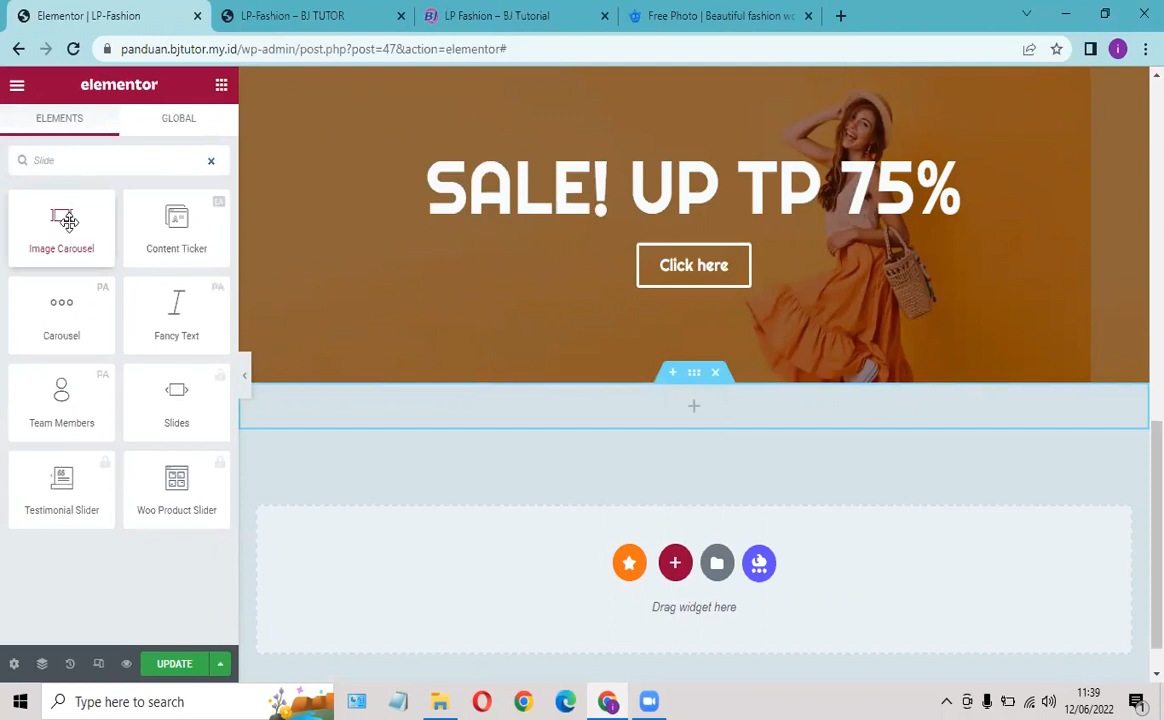 Elementor | LP-Fashion
LP-Fashion – BJ TUTOR
LP Fashion – BJ Tutorial
Free Photo | Beautiful fashion wo
panduan.bjtutor.my.id/wp-admin/post.php?post=47&action=elementor#
i
elementor
ELEMENTS
GLOBAL
Slide
Image Carousel
EA
Content Ticker
PA
Carousel
PA
Fancy Text
PA
Team Members
Slides
Testimonial Slider
Woo Product Slider
UPDATE
SALE! UP TP 75%
Click here
Drag widget here
Type here to search
11:39
12/06/2022
1